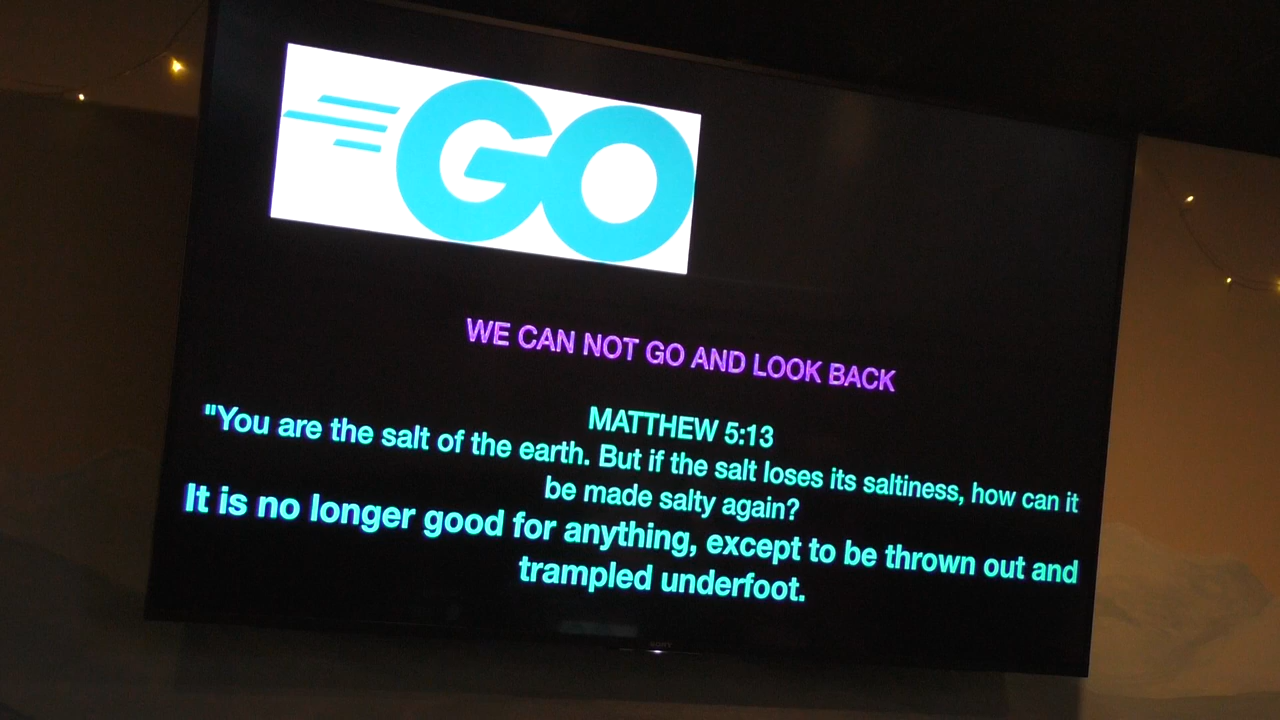 GO
WE CAN NOT GO AND LOOK BACK
MATTHEW 5:13
"You are the salt of the earth. But if the salt loses its saltiness, how can it
be made salty again?
It is no longer good for anything, except to be thrown out and
trampled underfoot.
SONY